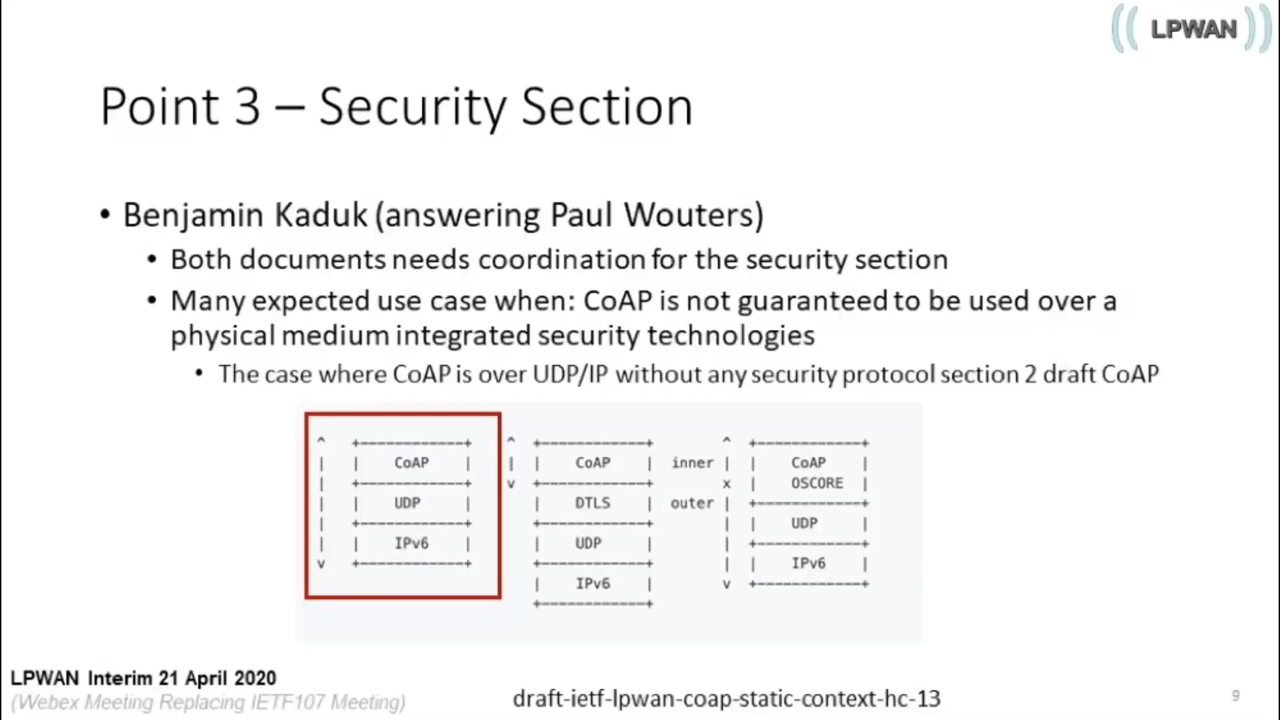 LPWAN
Point 3 – Security Section
• Benjamin Kaduk (answering Paul Wouters)
• Both documents needs coordination for the security section
• Many expected use case when: CoAP is not guaranteed to be used over a
physical medium integrated security technologies
• The case where CoAP is over UDP/IP without any security protocol section 2 draft CoAP
^   +------------+  ^  +------------+        ^  +------------+
|   |    CoAP    |  |  |    CoAP    |  inner |  |    CoAP    |
|   +------------+  v  +------------+        x  |    OSCORE  |
|   |    UDP     |     |    DTLS    |  outer |  +------------+
|   +------------+     +------------+        |  |    UDP     |
|   |    IPv6    |     |    UDP     |        |  +------------+
v   +------------+     +------------+        |  |    IPv6    |
                       |    IPv6    |        v  +------------+
                       +------------+
LPWAN Interim 21 April 2020
(Webex Meeting Replacing IETF107 Meeting)
draft-ietf-lpwan-coap-static-context-hc-13
9